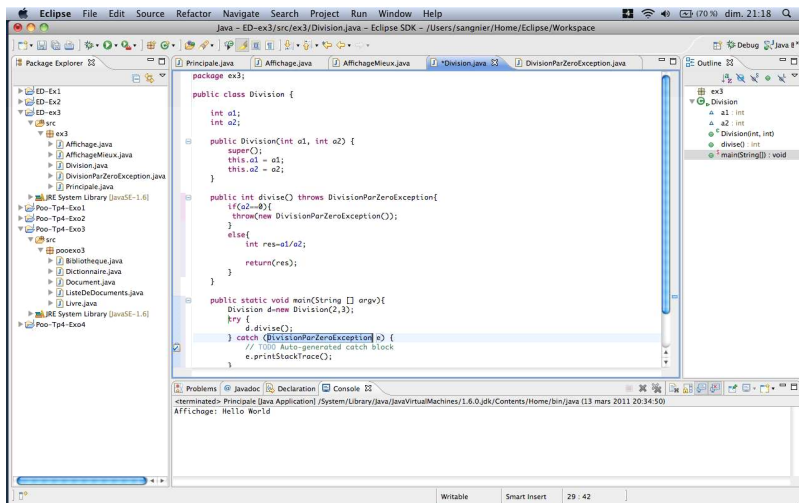 Eclipse File Edit Source Refactor Navigate Search Project Run Window Help (70 %) dim. 21:18
Java - ED-ex3/src/ex3/Division.java - Eclipse SDK - /Users/sangnier/Home/Eclipse/Workspace
Debug Java
Package Explorer
ED-Ex1
ED-Ex2
ED-ex3
src
ex3
Affichage.java
AffichageMieux.java
Division.java
DivisionParZeroException.java
Principale.java
JRE System Library [JavaSE-1.6]
Poo-Tp4-Exo1
Poo-Tp4-Exo2
Poo-Tp4-Exo3
src
pooexo3
Bibliotheque.java
Dictionnaire.java
Document.java
ListeDeDocuments.java
Livre.java
JRE System Library [JavaSE-1.6]
Poo-Tp4-Exo4
Principale.java Affichage.java AffichageMieux.java *Division.java DivisionParZeroException.java
package ex3;
public class Division {
int a1;
int a2;
public Division(int a1, int a2) {
super();
this.a1 = a1;
this.a2 = a2;
}
public int divise() throws DivisionParZeroException{
if(a2==0){
throw(new DivisionParZeroException());
}
else{
int res=a1/a2;
return(res);
}
}
public static void main(String [] argv){
Division d=new Division(2,3);
try {
d.divise();
} catch (DivisionParZeroException e) {
// TODO Auto-generated catch block
e.printStackTrace();
}
Outline
ex3
Division
a1 : int
a2 : int
Division(int, int)
divise() : int
main(String[]) : void
Problems Javadoc Declaration Console
<terminated> Principale [Java Application] /System/Library/Java/JavaVirtualMachines/1.6.0.jdk/Contents/Home/bin/java (13 mars 2011 20:34:50)
Affichage: Hello World
Writable Smart Insert 29 : 42